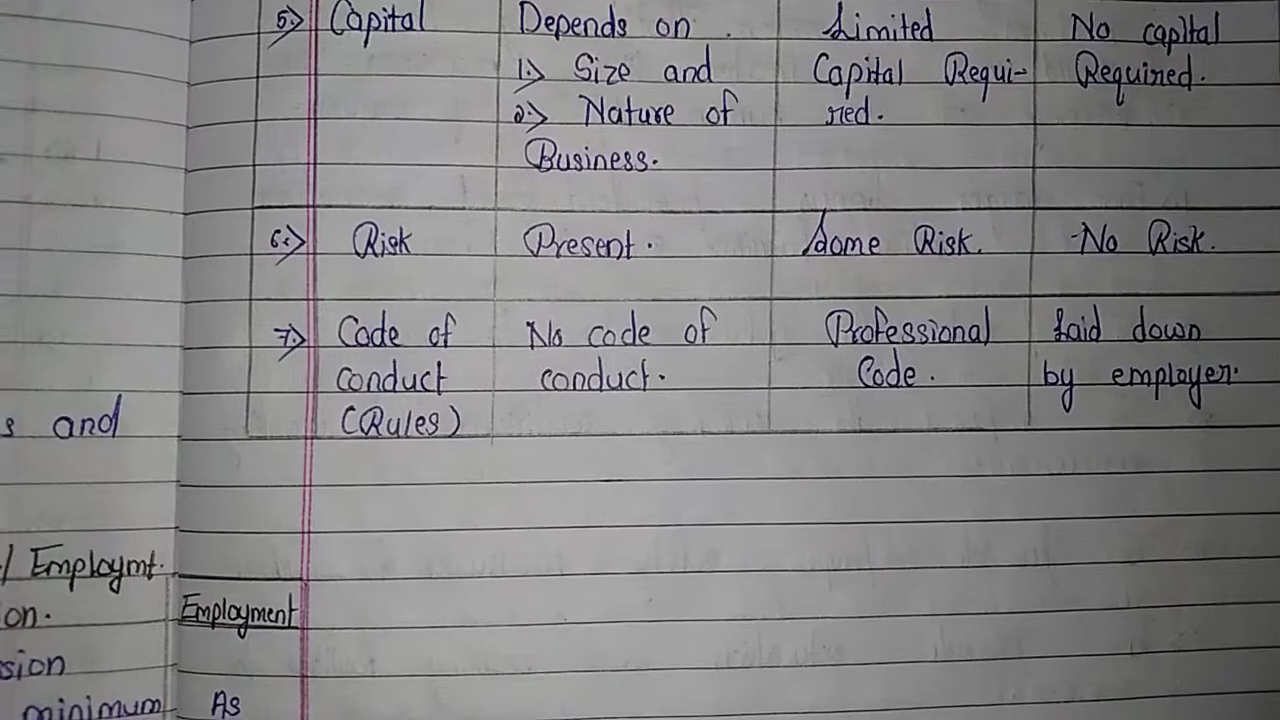 5> Capital Depends on . Limited No capital
1.> Size and Capital Requi- Required.
2.> Nature of red.
Business.
6.> Risk Present. Some Risk. No Risk.
7.> Code of No code of Professional Laid down
conduct conduct. Code. by employer.
(Rules)
s and
/ Employmt.
on. Employment
sion
minimum As